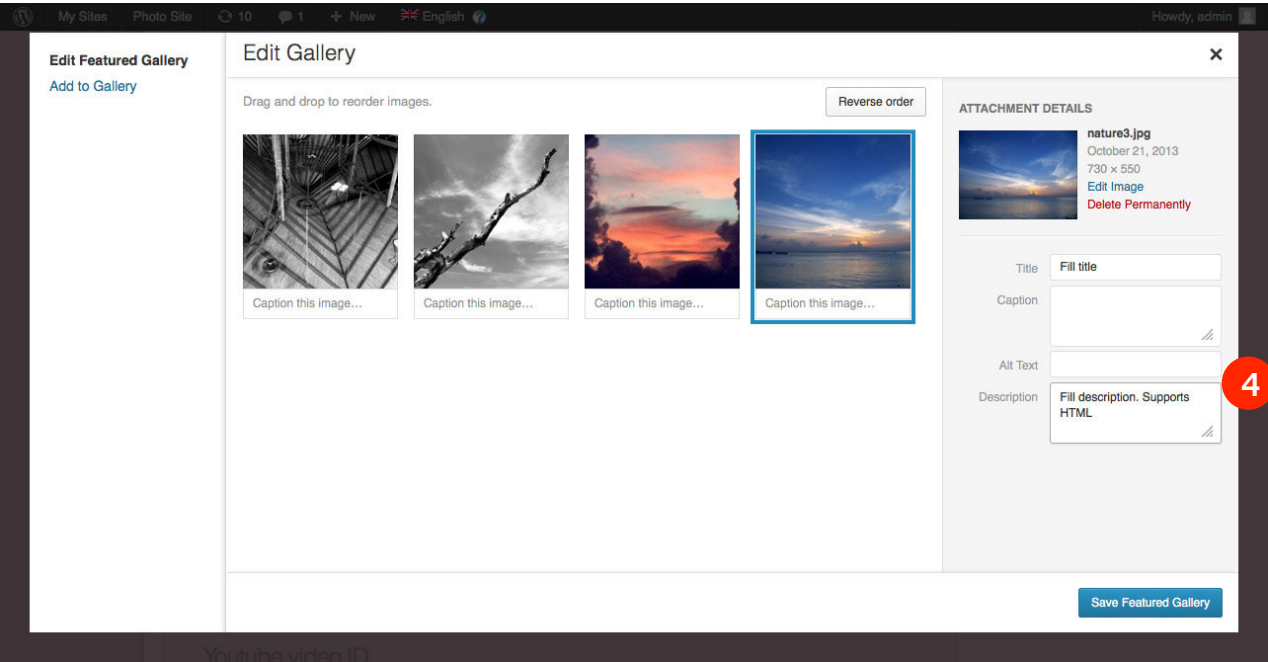 My Sites Photo Site 10 1 + New English Howdy, admin
Edit Featured Gallery
Add to Gallery
Edit Gallery
Drag and drop to reorder images.
Reverse order
Caption this image...
Caption this image...
Caption this image...
Caption this image...
ATTACHMENT DETAILS
nature3.jpg
October 21, 2013
730 × 550
Edit Image
Delete Permanently
Title
Fill title
Caption
Alt Text
Description
Fill description. Supports
HTML
4
Save Featured Gallery
Youtube video ID